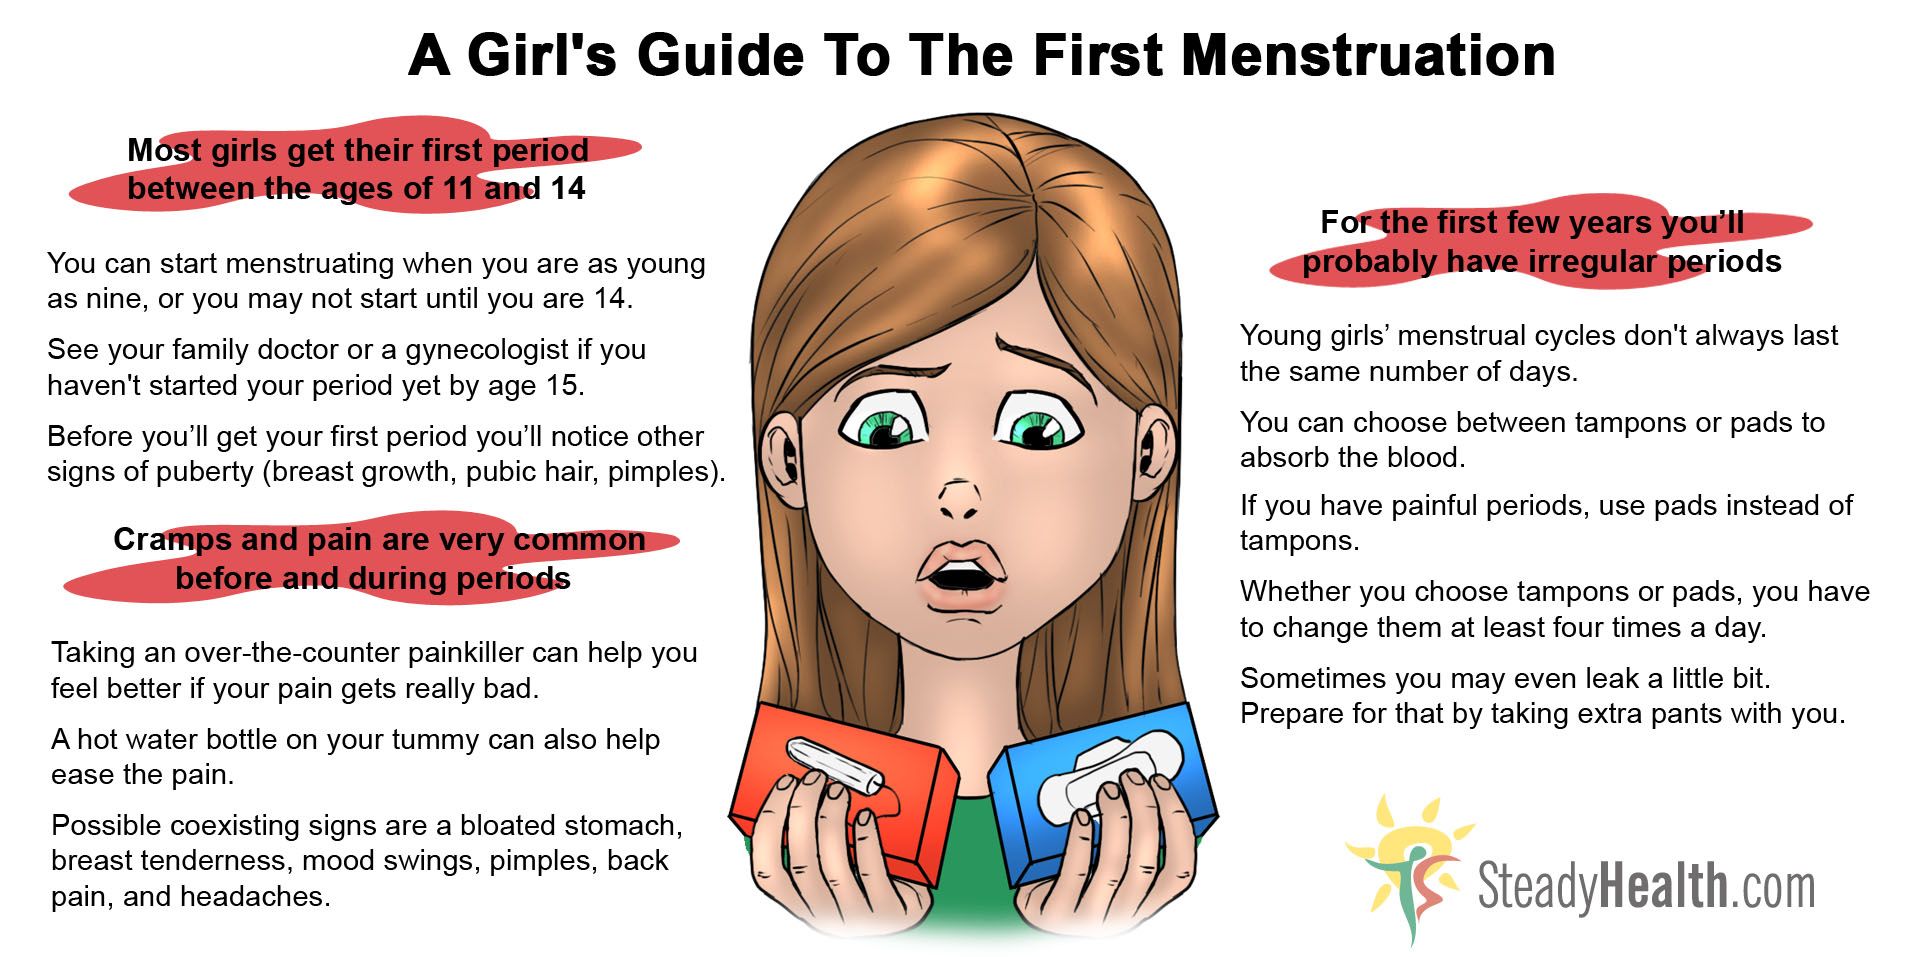 A Girl's Guide To The First Menstruation
Most girls get their first period
between the ages of 11 and 14
You can start menstruating when you are as young
as nine, or you may not start until you are 14.
See your family doctor or a gynecologist if you
haven't started your period yet by age 15.
Before you’ll get your first period you’ll notice other
signs of puberty (breast growth, pubic hair, pimples).
Cramps and pain are very common
before and during periods
Taking an over-the-counter painkiller can help you
feel better if your pain gets really bad.
A hot water bottle on your tummy can also help
ease the pain.
Possible coexisting signs are a bloated stomach,
breast tenderness, mood swings, pimples, back
pain, and headaches.
For the first few years you’ll
probably have irregular periods
Young girls’ menstrual cycles don't always last
the same number of days.
You can choose between tampons or pads to
absorb the blood.
If you have painful periods, use pads instead of
tampons.
Whether you choose tampons or pads, you have
to change them at least four times a day.
Sometimes you may even leak a little bit.
Prepare for that by taking extra pants with you.
SteadyHealth.com